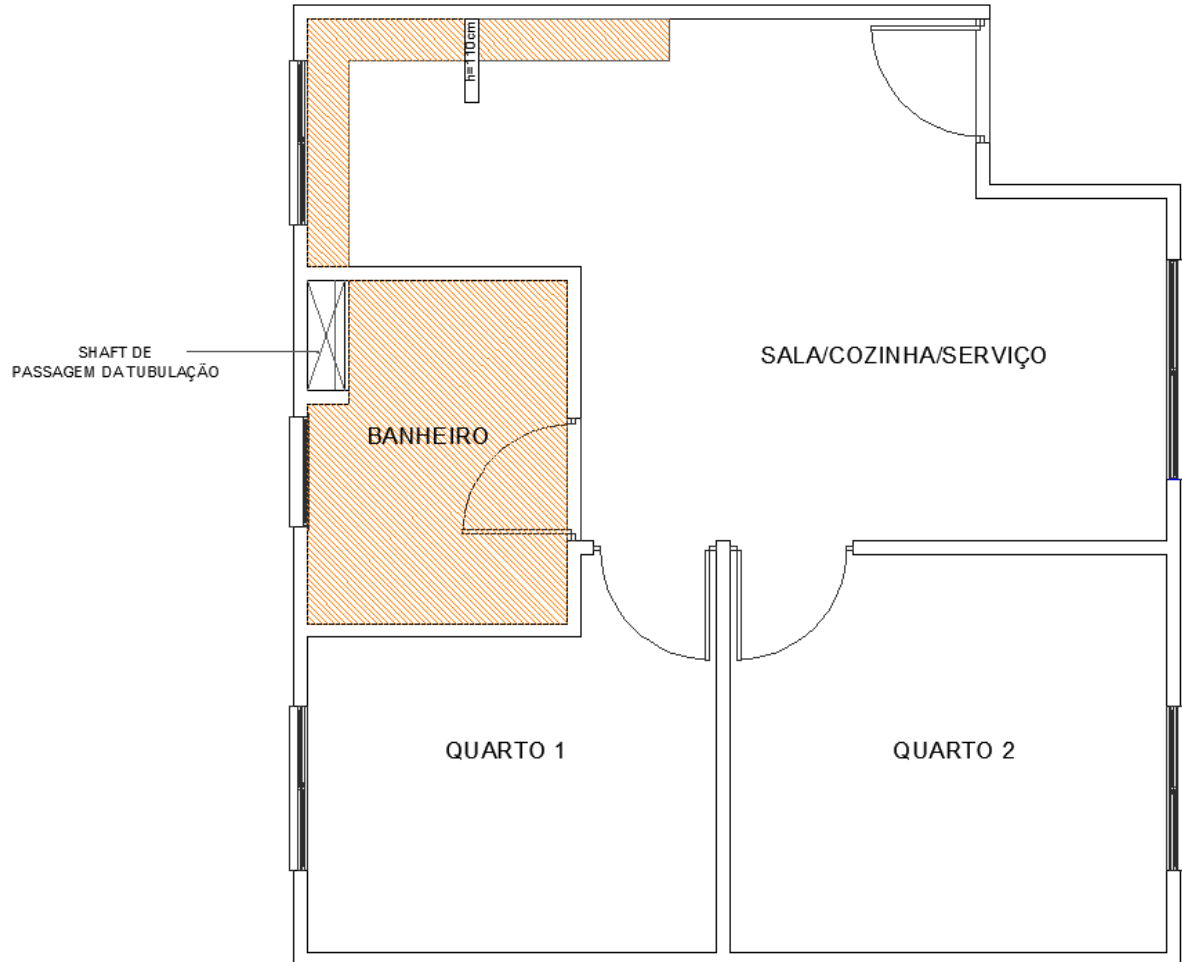 h=110cm
SHAFT DE
PASSAGEM DA TUBULAÇÃO
SALA/COZINHA/SERVIÇO
BANHEIRO
QUARTO 1
QUARTO 2